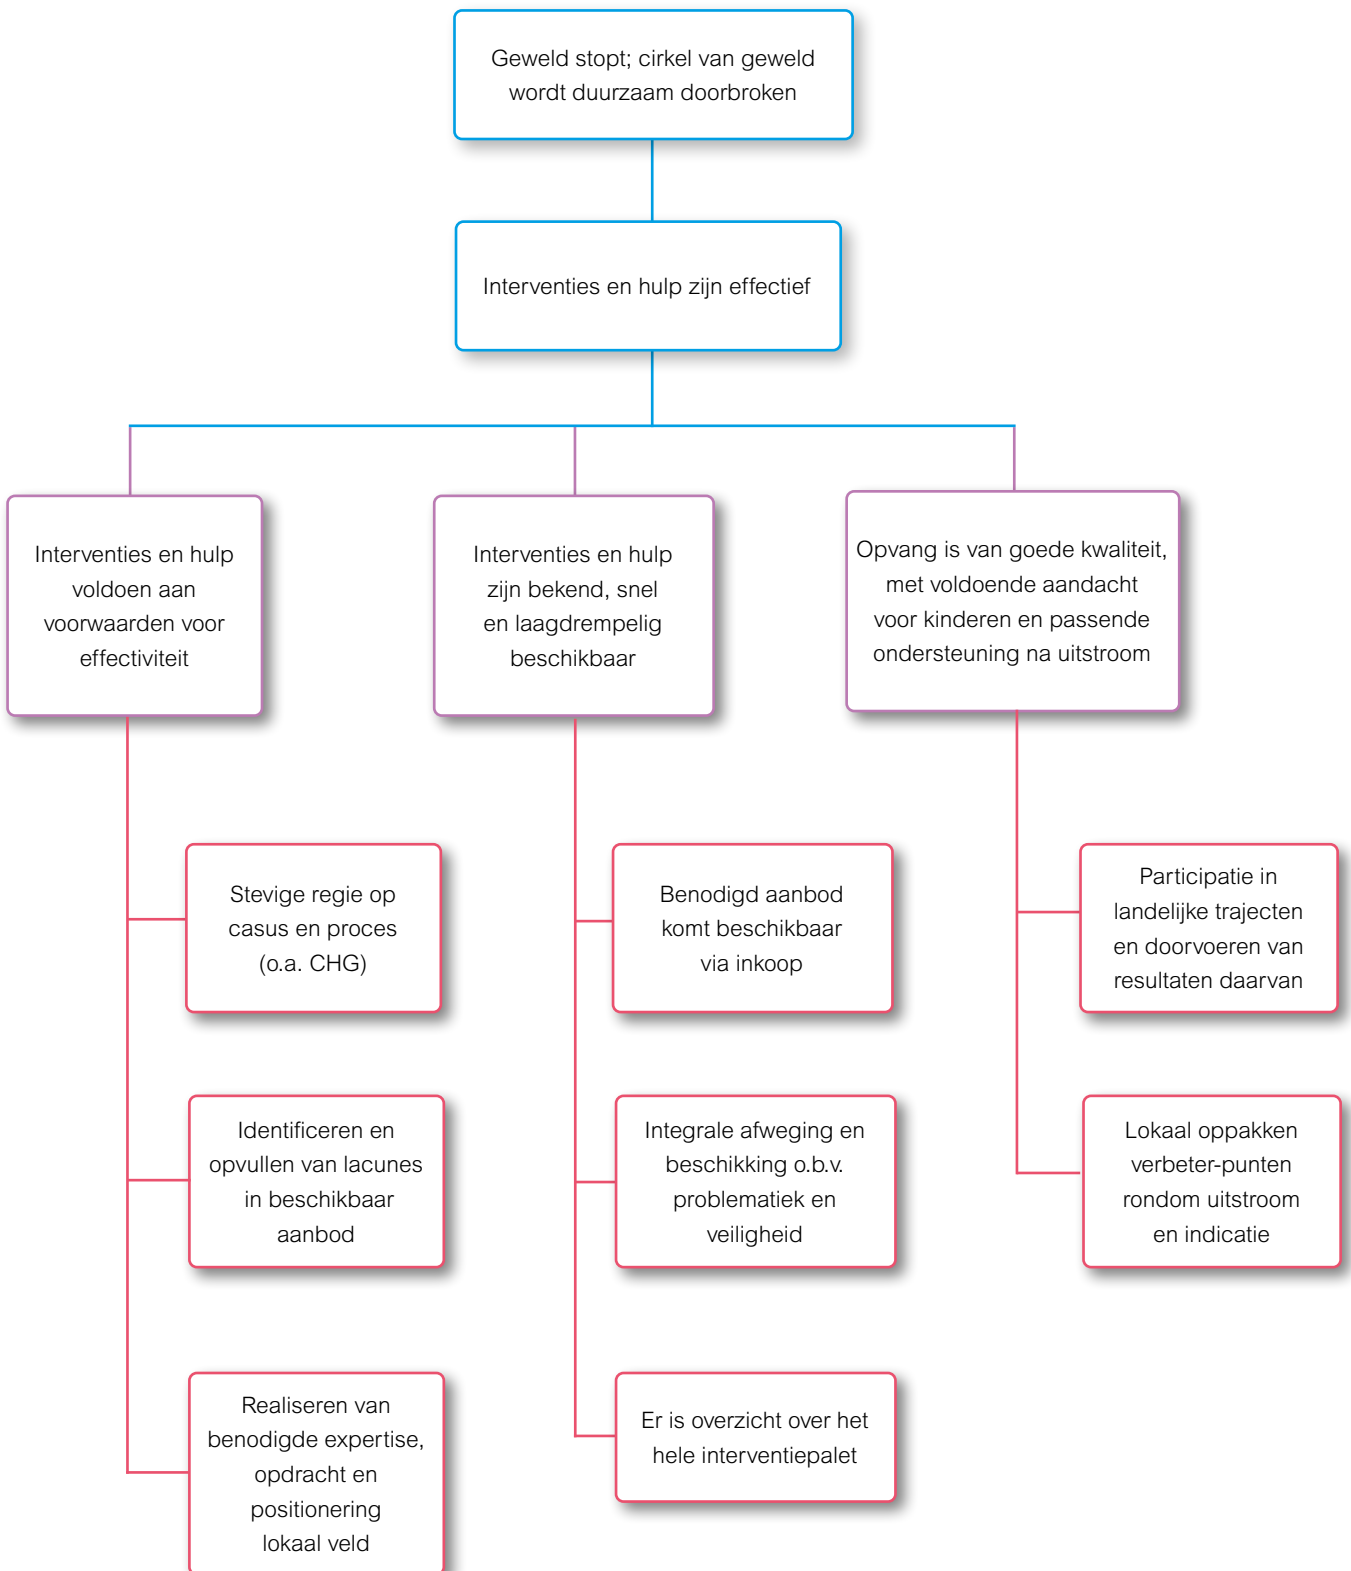 Geweld stopt; cirkel van geweld
wordt duurzaam doorbroken
Interventies en hulp zijn effectief
Interventies en hulp
voldoen aan
voorwaarden voor
effectiviteit
Interventies en hulp
zijn bekend, snel
en laagdrempelig
beschikbaar
Opvang is van goede kwaliteit,
met voldoende aandacht
voor kinderen en passende
ondersteuning na uitstroom
Stevige regie op
casus en proces
(o.a. CHG)
Benodigd aanbod
komt beschikbaar
via inkoop
Participatie in
landelijke trajecten
en doorvoeren van
resultaten daarvan
Identificeren en
opvullen van lacunes
in beschikbaar
aanbod
Integrale afweging en
beschikking o.b.v.
problematiek en
veiligheid
Lokaal oppakken
verbeter-punten
rondom uitstroom
en indicatie
Realiseren van
benodigde expertise,
opdracht en
positionering
lokaal veld
Er is overzicht over het
hele interventiepalet